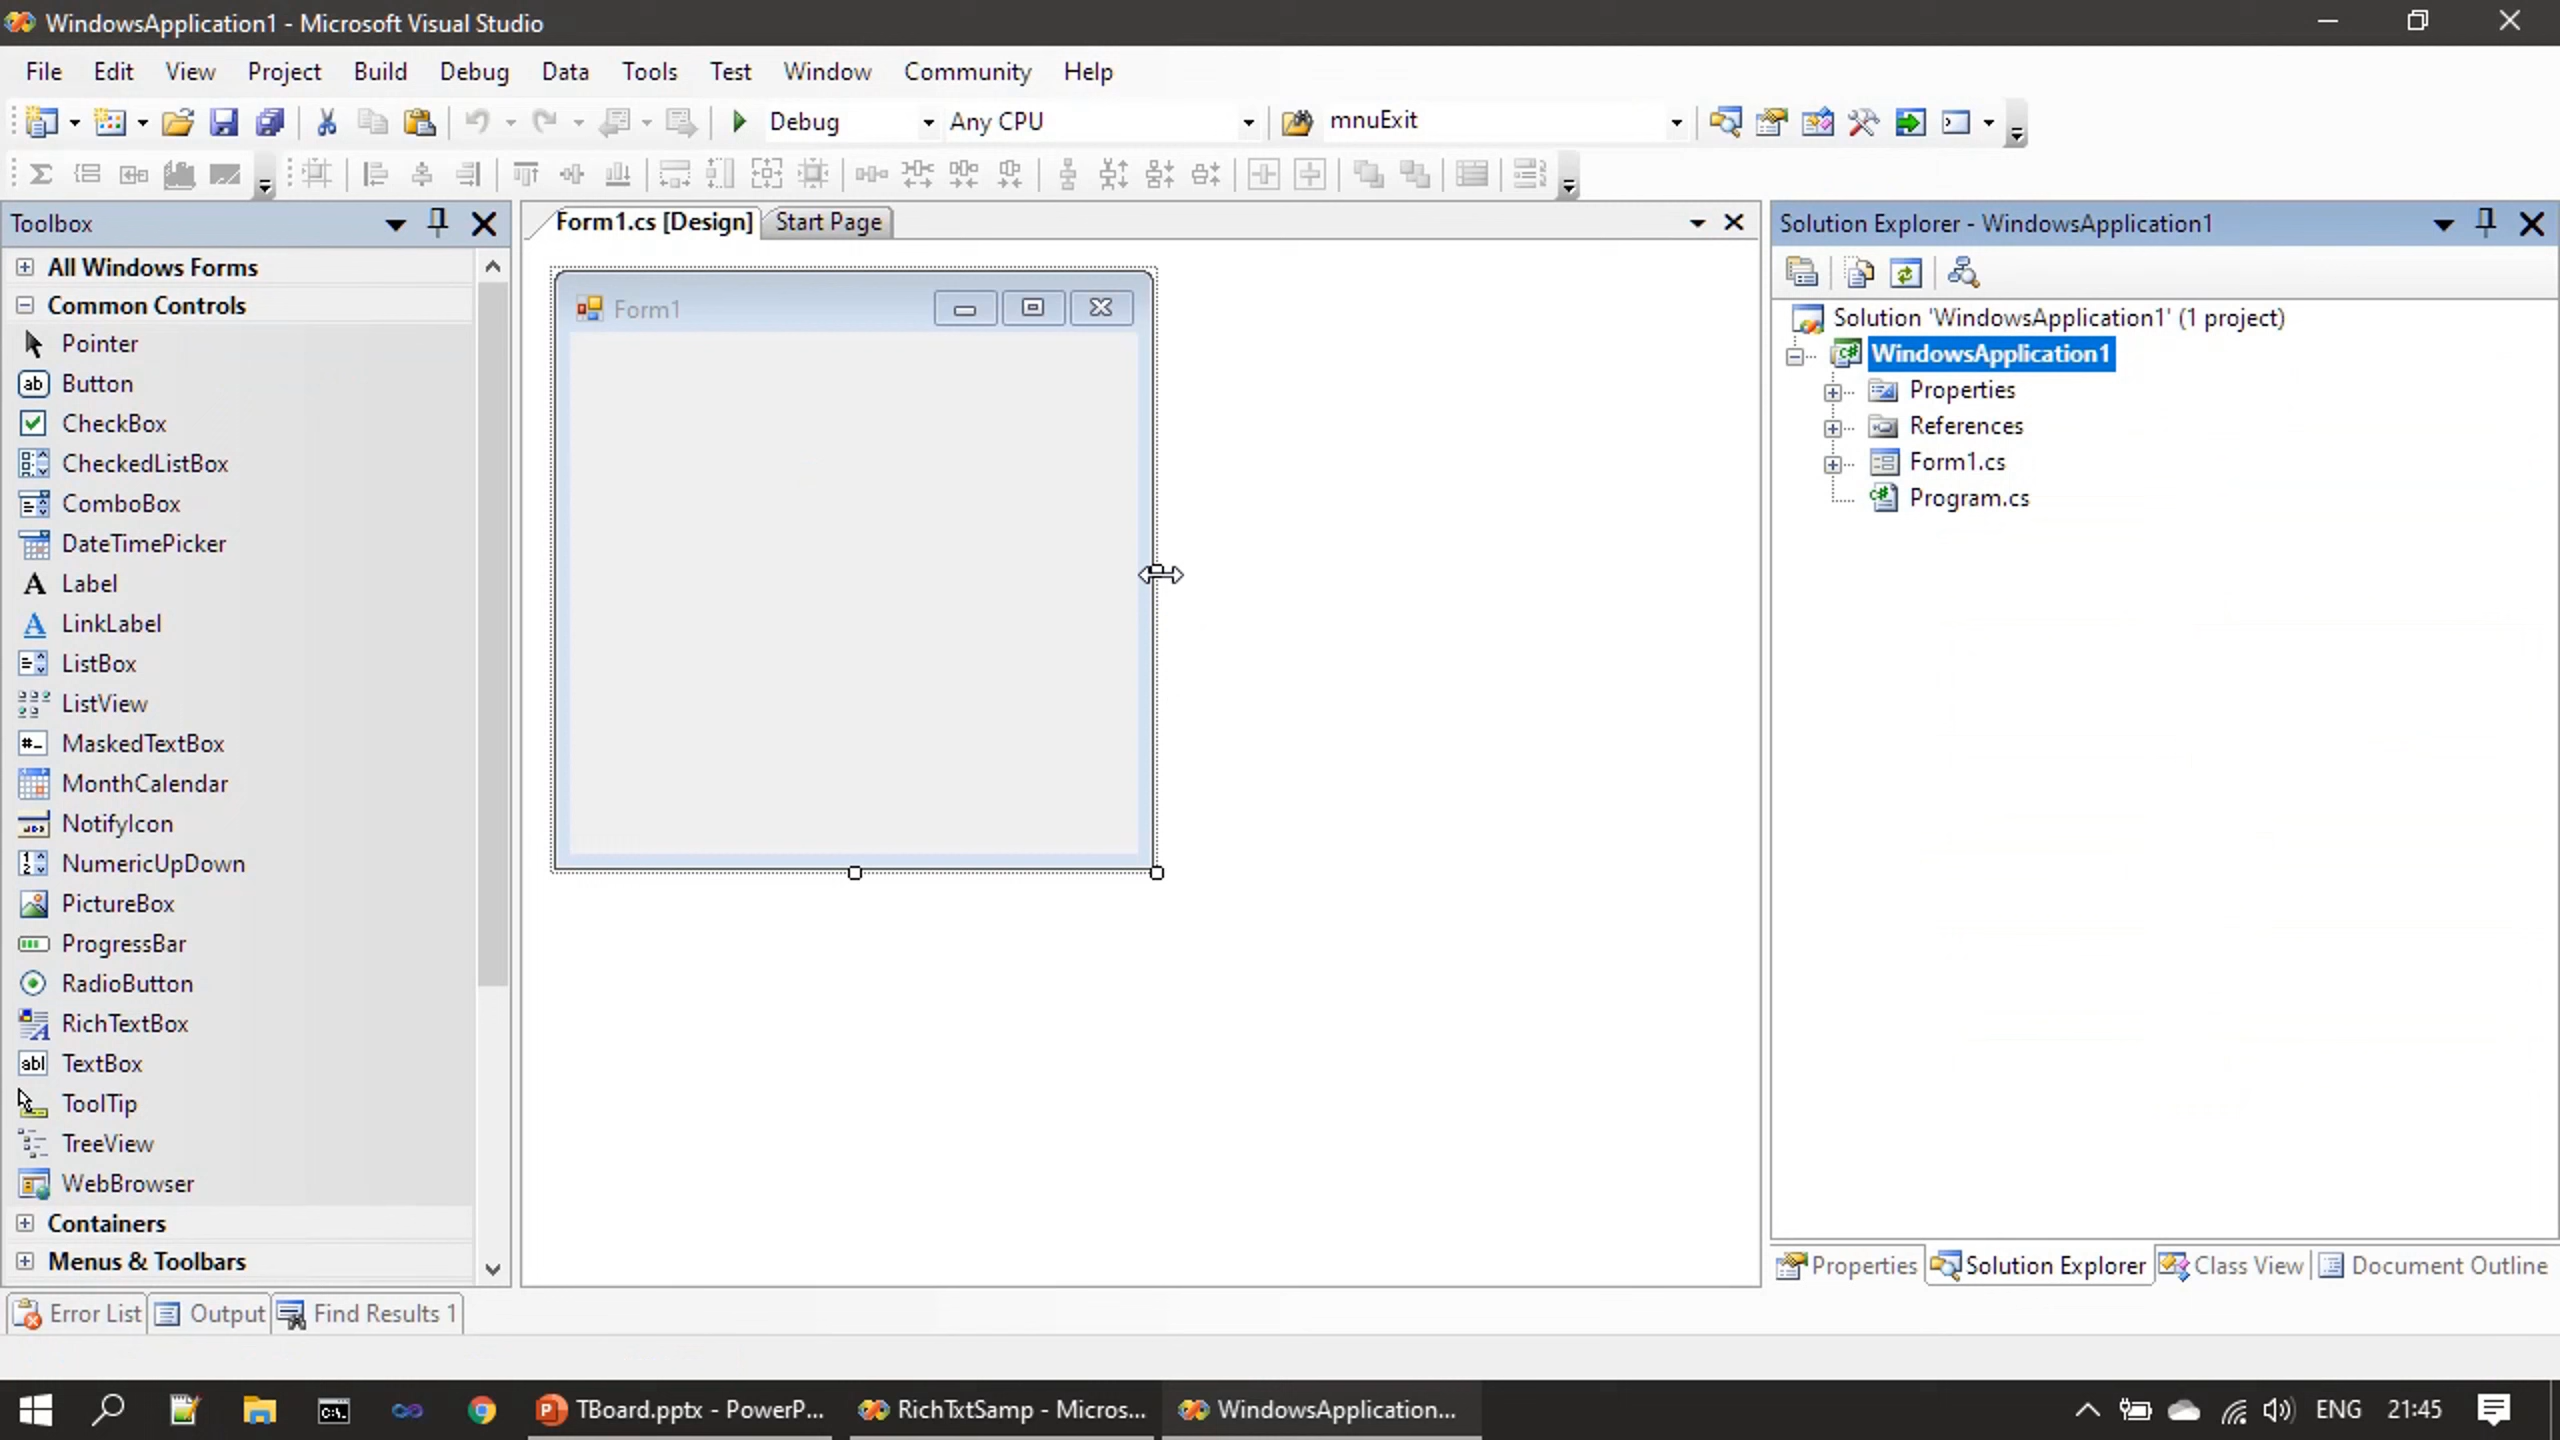 WindowsApplication1 - Microsoft Visual Studio
File Edit View Project Build Debug Data Tools Test Window Community Help
Debug Any CPU mnuExit
Toolbox
All Windows Forms
Common Controls
Pointer
Button
CheckBox
CheckedListBox
ComboBox
DateTimePicker
Label
LinkLabel
ListBox
ListView
MaskedTextBox
MonthCalendar
NotifyIcon
NumericUpDown
PictureBox
ProgressBar
RadioButton
RichTextBox
TextBox
ToolTip
TreeView
WebBrowser
Containers
Menus & Toolbars
Form1.cs [Design] Start Page
Form1
Solution Explorer - WindowsApplication1
Solution 'WindowsApplication1' (1 project)
WindowsApplication1
Properties
References
Form1.cs
Program.cs
Properties Solution Explorer Class View Document Outline
Error List Output Find Results 1
TBoard.pptx - PowerP... RichTxtSamp - Micros... WindowsApplication... ENG 21:45